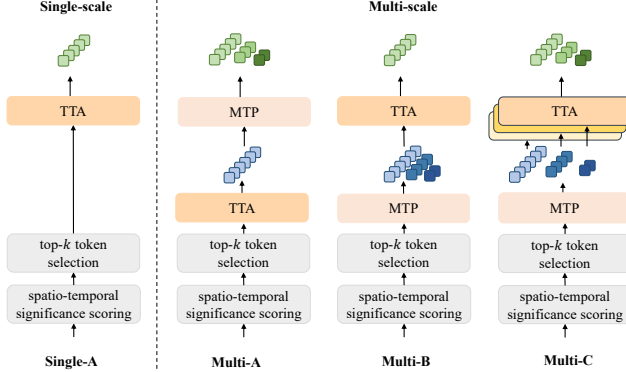 Single-scale
Multi-scale
TTA
top-k token
selection
spatio-temporal
significance scoring
Single-A
MTP
TTA
top-k token
selection
spatio-temporal
significance scoring
Multi-A
TTA
MTP
top-k token
selection
spatio-temporal
significance scoring
Multi-B
TTA
MTP
top-k token
selection
spatio-temporal
significance scoring
Multi-C